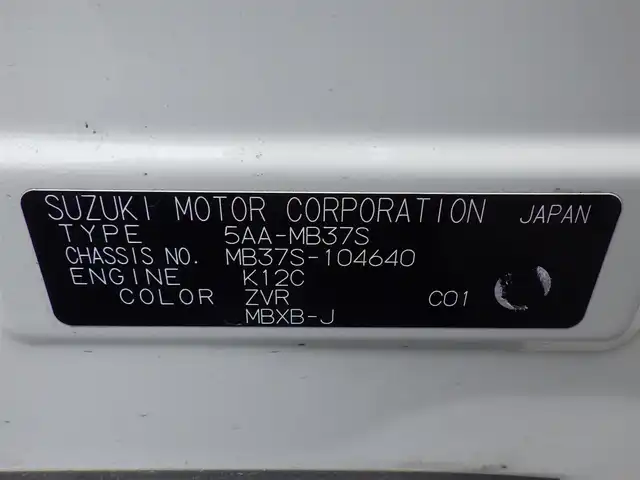 SUZUKI MOTOR CORPORATION JAPAN
TYPE 5AA-MB37S
CHASSIS NO. MB37S-104640
ENGINE K12C
COLOR ZVR C01
MBXB-J